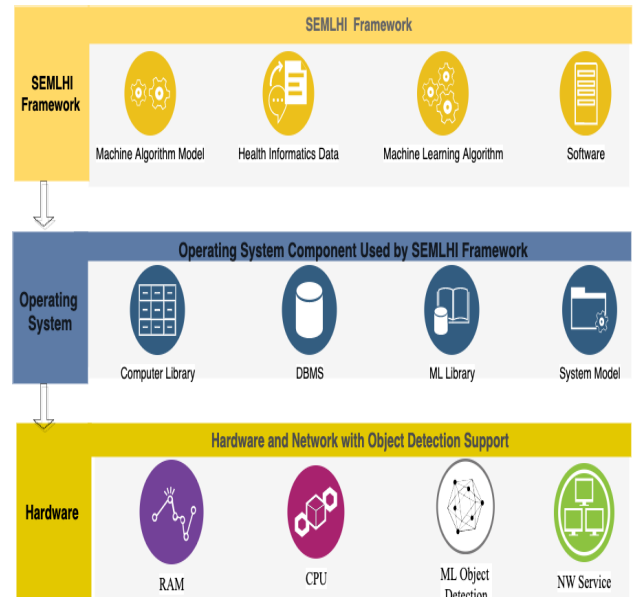 SEMLHI Framework
SEMLHI
Framework
Machine Algorithm Model
Health Informatics Data
Machine Learning Algorithm
Software
Operating System Component Used by SEMLHI Framework
Operating
System
Computer Library
DBMS
ML Library
System Model
Hardware and Network with Object Detection Support
Hardware
RAM
CPU
ML Object
Detection
NW Service